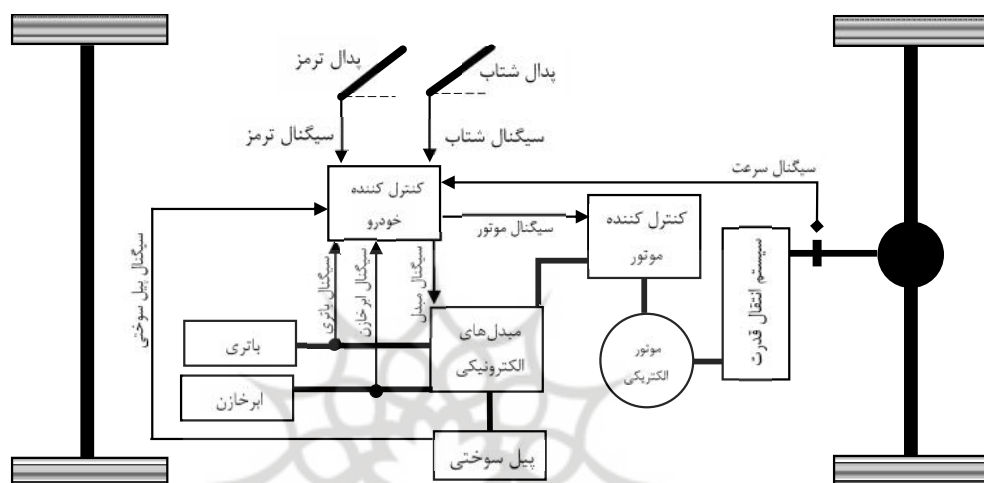 پدال ترمز
پدال شتاب
سیگنال ترمز
سیگنال شتاب
سیگنال سرعت
کنترل کننده
خودرو
کنترل کننده
موتور
سیگنال موتور
سیگنال پیل سوختی
سیگنال باتری
سیگنال ابرخازن
سیگنال مبدل
سیستم انتقال قدرت
باتری
مبدل‌های
الکترونیکی
موتور
الکتریکی
ابرخازن
پیل سوختی